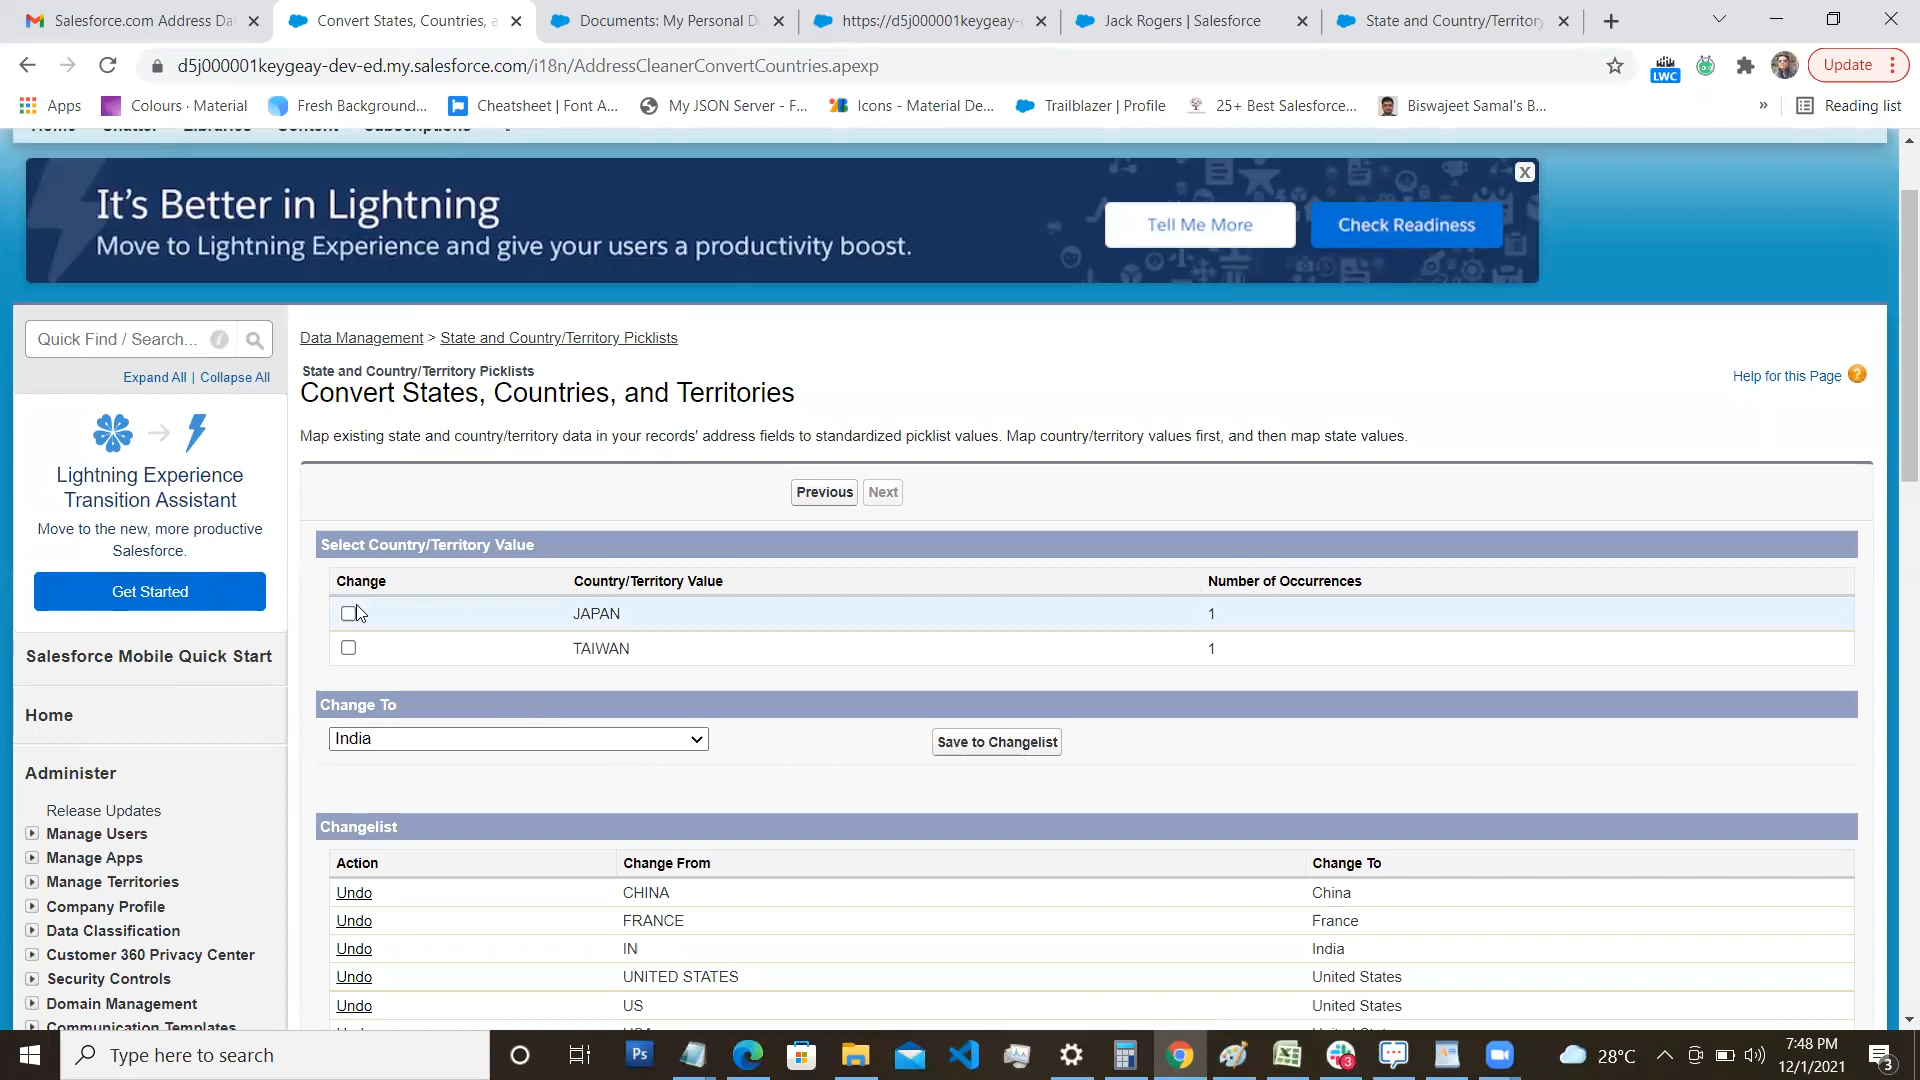 Salesforce.com Address Da
Convert States, Countries, a
Documents: My Personal D
https://d5j000001keygeay-
Jack Rogers | Salesforce
State and Country/Territory
d5j000001keygeay-dev-ed.my.salesforce.com/i18n/AddressCleanerConvertCountries.apexp
LWC
Update
Apps
Colours · Material
Fresh Background...
Cheatsheet | Font A...
My JSON Server - F...
Icons - Material De...
Trailblazer | Profile
25+ Best Salesforce...
Biswajeet Samal's B...
»
Reading list
Home Chatter Libraries Content Subscriptions
It's Better in Lightning
Move to Lightning Experience and give your users a productivity boost.
Tell Me More
Check Readiness
X
Quick Find / Search...
Expand All | Collapse All
Lightning Experience
Transition Assistant
Move to the new, more productive
Salesforce.
Get Started
Salesforce Mobile Quick Start
Home
Administer
Release Updates
Manage Users
Manage Apps
Manage Territories
Company Profile
Data Classification
Customer 360 Privacy Center
Security Controls
Domain Management
Communication Templates
Data Management > State and Country/Territory Picklists
State and Country/Territory Picklists
Convert States, Countries, and Territories
Help for this Page
Map existing state and country/territory data in your records' address fields to standardized picklist values. Map country/territory values first, and then map state values.
Previous Next
Select Country/Territory Value
Change Country/Territory Value Number of Occurrences
JAPAN 1
TAIWAN 1
Change To
India
Save to Changelist
Changelist
Action Change From Change To
Undo CHINA China
Undo FRANCE France
Undo IN India
Undo UNITED STATES United States
Undo US United States
Type here to search
Ps
3
28°C
7:48 PM
12/1/2021
3